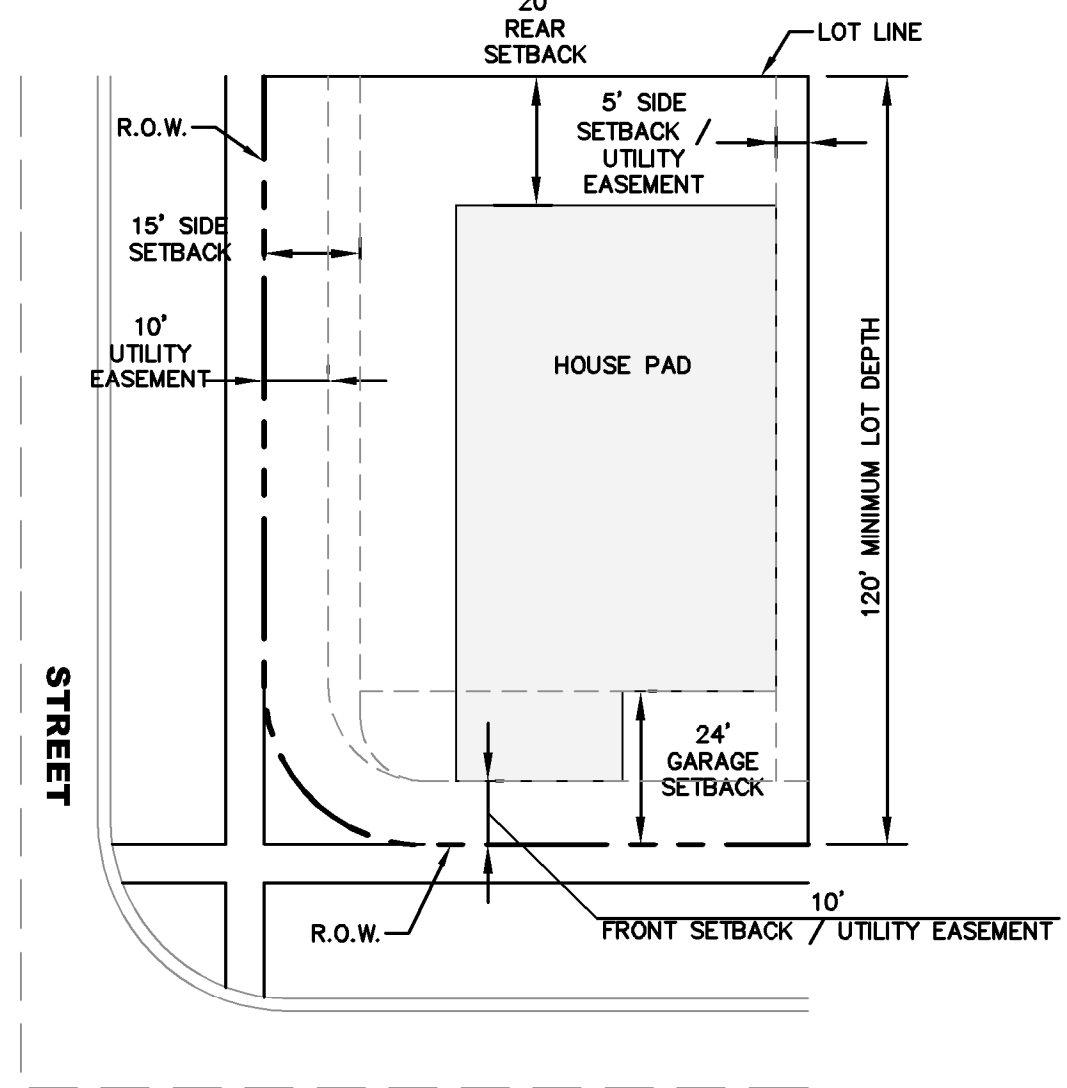 20'
REAR
SETBACK
LOT LINE
5' SIDE
SETBACK /
UTILITY
EASEMENT
R.O.W.
15' SIDE
SETBACK
10'
UTILITY
EASEMENT
HOUSE PAD
120' MINIMUM LOT DEPTH
STREET
24'
GARAGE
SETBACK
R.O.W.
10'
FRONT SETBACK / UTILITY EASEMENT